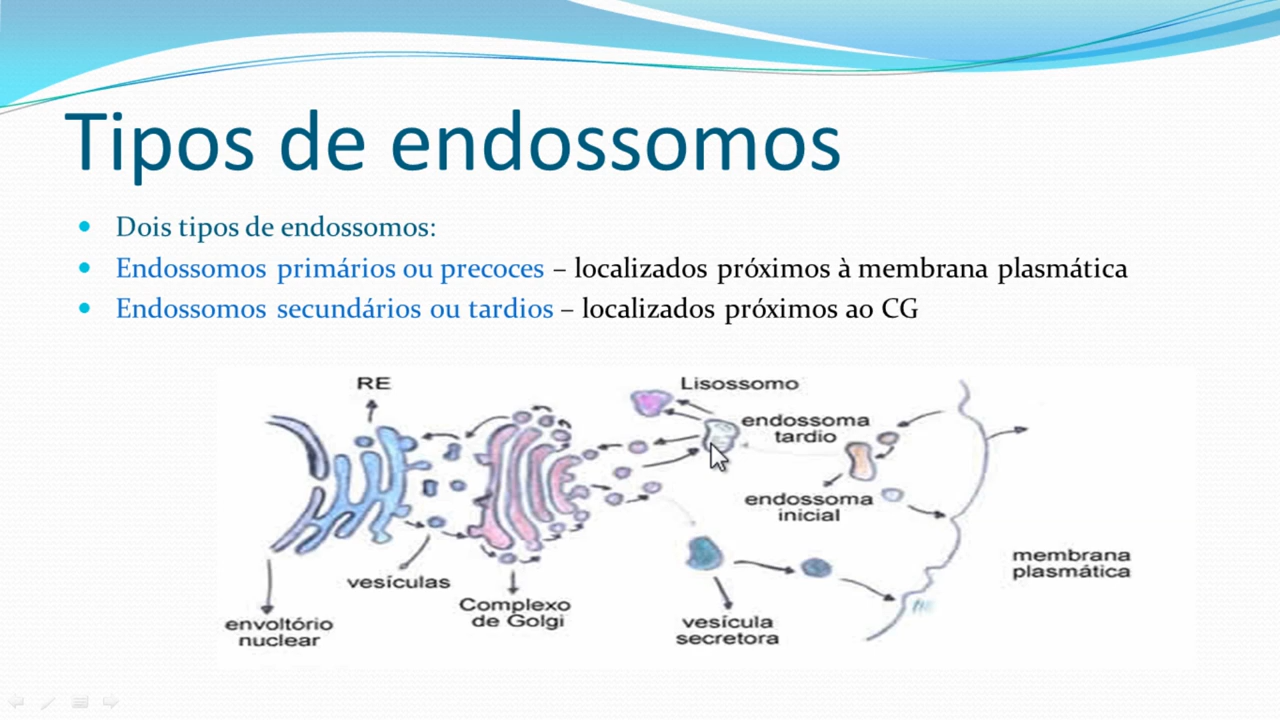 Tipos de endossomos
Dois tipos de endossomos:
Endossomos primários ou precoces – localizados próximos à membrana plasmática
Endossomos secundários ou tardios – localizados próximos ao CG
RE
Lisossomo
endossoma
tardio
endossoma
inicial
membrana
plasmática
vesículas
Complexo
de Golgi
vesícula
secretora
envoltório
nuclear